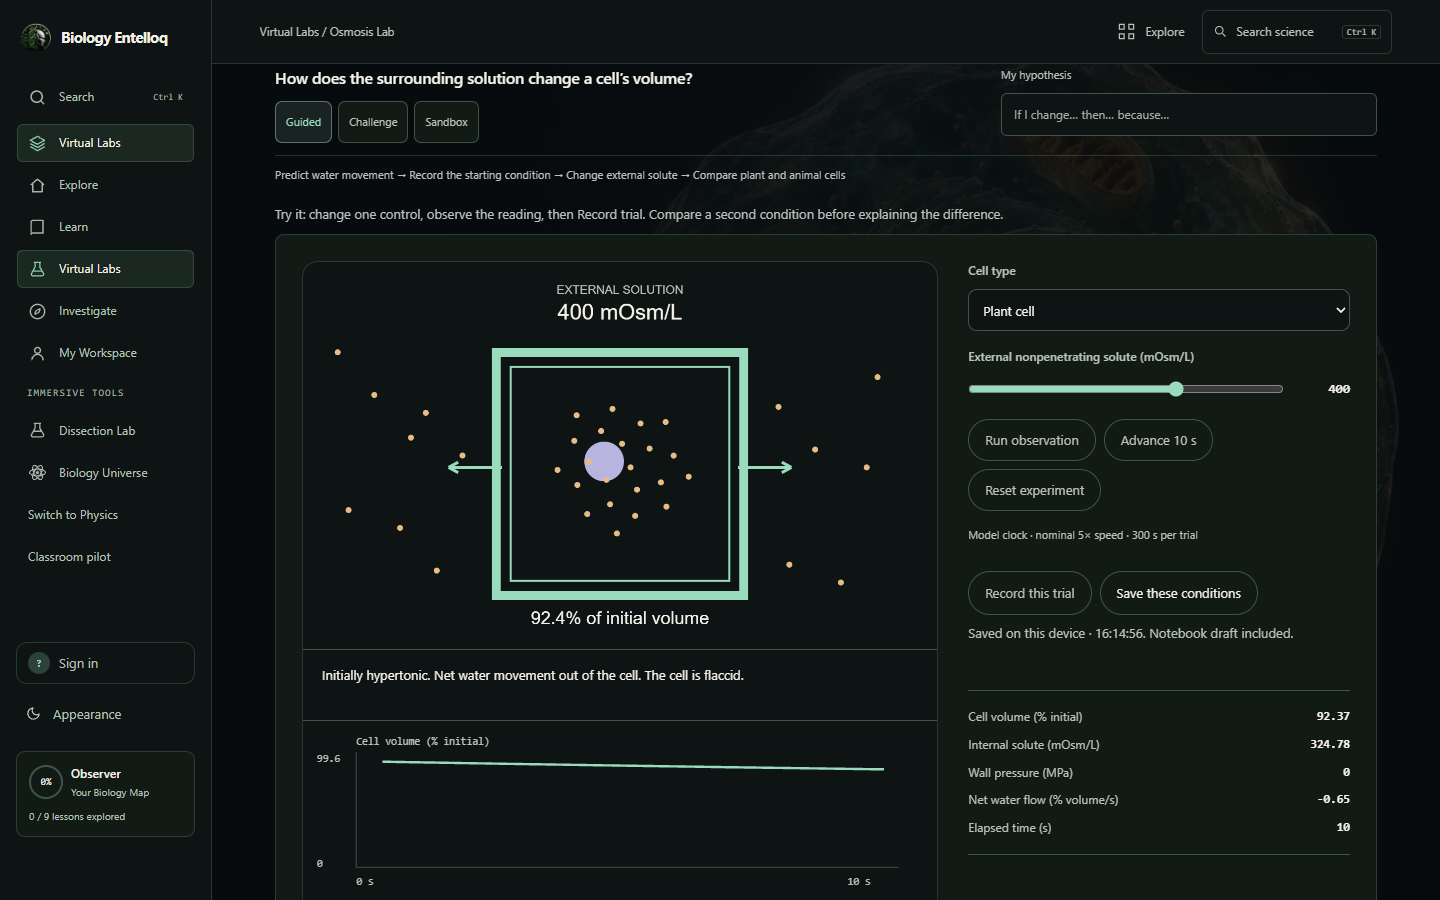 Biology Entelloq
Search Ctrl K
Virtual Labs
Explore
Learn
Virtual Labs
Investigate
My Workspace
IMMERSIVE TOOLS
Dissection Lab
Biology Universe
Switch to Physics
Classroom pilot
? Sign in
Appearance
0% Observer
Your Biology Map
0 / 9 lessons explored
Virtual Labs / Osmosis Lab
Explore
Search science Ctrl K
How does the surrounding solution change a cell's volume?
Guided Challenge Sandbox
My hypothesis
If I change... then... because...
Predict water movement → Record the starting condition → Change external solute → Compare plant and animal cells
Try it: change one control, observe the reading, then Record trial. Compare a second condition before explaining the difference.
EXTERNAL SOLUTION
400 mOsm/L
92.4% of initial volume
Initially hypertonic. Net water movement out of the cell. The cell is flaccid.
Cell volume (% initial)
99.6
0
0 s 10 s
Cell type
Plant cell
External nonpenetrating solute (mOsm/L)
400
Run observation Advance 10 s
Reset experiment
Model clock · nominal 5× speed · 300 s per trial
Record this trial Save these conditions
Saved on this device · 16:14:56. Notebook draft included.
Cell volume (% initial) 92.37
Internal solute (mOsm/L) 324.78
Wall pressure (MPa) 0
Net water flow (% volume/s) -0.65
Elapsed time (s) 10